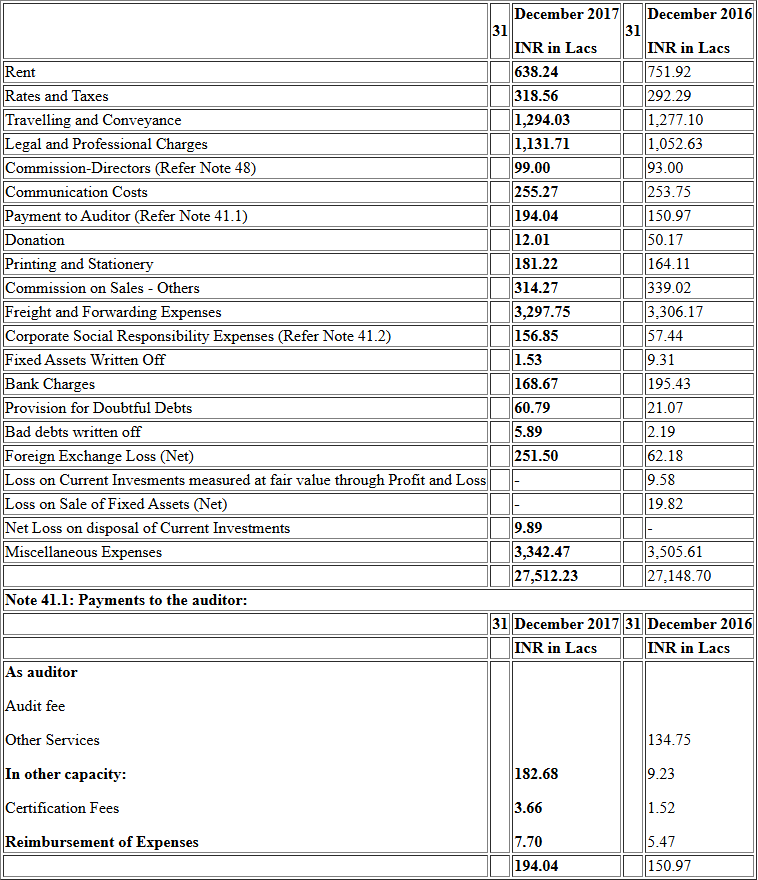 December 2017 December 2016
31 31
INR in Lacs INR in Lacs
Rent 638.24 751.92
Rates and Taxes 318.56 292.29
Travelling and Conveyance 1,294.03 1,277.10
Legal and Professional Charges 1,131.71 1,052.63
Commission-Directors (Refer Note 48) 99.00 93.00
Communication Costs 255.27 253.75
Payment to Auditor (Refer Note 41.1) 194.04 150.97
Donation 12.01 50.17
Printing and Stationery 181.22 164.11
Commission on Sales - Others 314.27 339.02
Freight and Forwarding Expenses 3,297.75 3,306.17
Corporate Social Responsibility Expenses (Refer Note 41.2) 156.85 57.44
Fixed Assets Written Off 1.53 9.31
Bank Charges 168.67 195.43
Provision for Doubtful Debts 60.79 21.07
Bad debts written off 5.89 2.19
Foreign Exchange Loss (Net) 251.50 62.18
Loss on Current Invesments measured at fair value through Profit and Loss - 9.58
Loss on Sale of Fixed Assets (Net) - 19.82
Net Loss on disposal of Current Investments 9.89 -
Miscellaneous Expenses 3,342.47 3,505.61
27,512.23 27,148.70
Note 41.1: Payments to the auditor:
31 December 2017 31 December 2016
INR in Lacs INR in Lacs
As auditor
Audit fee
Other Services 134.75
In other capacity: 182.68 9.23
Certification Fees 3.66 1.52
Reimbursement of Expenses 7.70 5.47
194.04 150.97